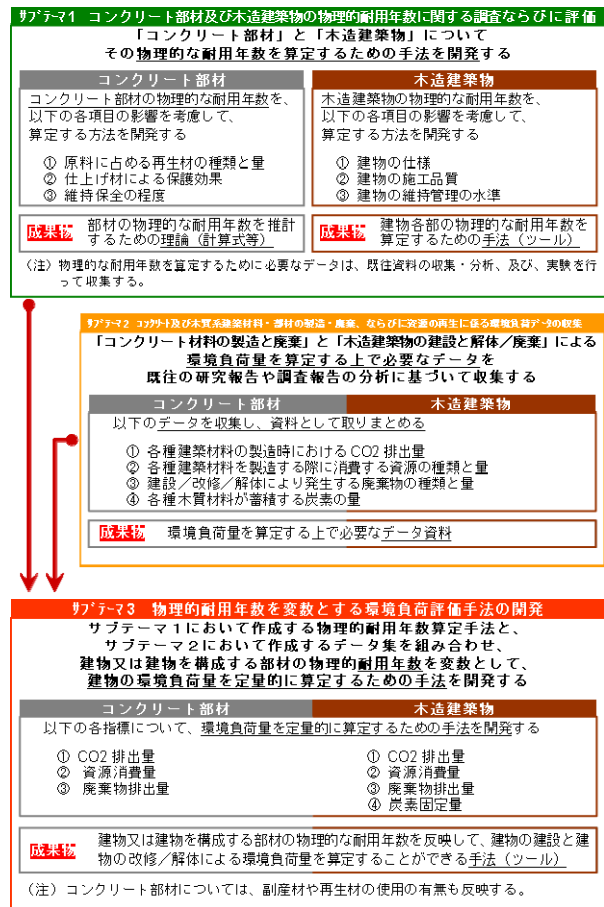 ｻﾌﾞﾃｰﾏ1 コンクリート部材及び木造建築物の物理的耐用年数に関する調査ならびに評価
「コンクリート部材」と「木造建築物」について
その物理的な耐用年数を算定するための手法を開発する
コンクリート部材
コンクリート部材の物理的な耐用年数を、
以下の各項目の影響を考慮して、
算定する方法を開発する
① 原料に占める再生材の種類と量
② 仕上げ材による保護効果
③ 維持保全の程度
成果物 部材の物理的な耐用年数を推計
するための理論（計算式等）
木造建築物
木造建築物の物理的な耐用年数を、
以下の各項目の影響を考慮して、
算定する方法を開発する
① 建物の仕様
② 建物の施工品質
③ 建物の維持管理の水準
成果物 建物各部の物理的な耐用年数を
算定するための手法（ツール）
（注）物理的な耐用年数を算定するために必要なデータは、既往資料の収集・分析、及び、実験を行
って収集する。
ｻﾌﾞﾃｰﾏ2 ｺﾝｸﾘｰﾄ及び木質系建築材料・部材の製造・廃棄、ならびに資源の再生に係る環境負荷ﾃﾞｰﾀの収集
「コンクリート材料の製造と廃棄」と「木造建築物の建設と解体／廃棄」による
環境負荷量を算定する上で必要なデータを
既往の研究報告や調査報告の分析に基づいて収集する
コンクリート部材 木造建築物
以下のデータを収集し、資料として取りまとめる
① 各種建築材料の製造時におけるCO2 排出量
② 各種建築材料を製造する際に消費する資源の種類と量
③ 建設／改修／解体により発生する廃棄物の種類と量
④ 各種木質材料が蓄積する炭素の量
成果物 環境負荷量を算定する上で必要なデータ資料
ｻﾌﾞﾃｰﾏ3 物理的耐用年数を変数とする環境負荷評価手法の開発
サブテーマ１において作成する物理的耐用年数算定手法と、
サブテーマ２において作成するデータ集を組み合わせ、
建物又は建物を構成する部材の物理的耐用年数を変数として、
建物の環境負荷量を定量的に算定するための手法を開発する
コンクリート部材 木造建築物
以下の各指標について、環境負荷量を定量的に算定するための手法を開発する
① CO2 排出量
② 資源消費量
③ 廃棄物排出量
① CO2 排出量
② 資源消費量
③ 廃棄物排出量
④ 炭素固定量
成果物 建物又は建物を構成する部材の物理的な耐用年数を反映して、建物の建設と建
物の改修／解体による環境負荷量を算定することができる手法（ツール）
（注）コンクリート部材については、副産材や再生材の使用の有無も反映する。